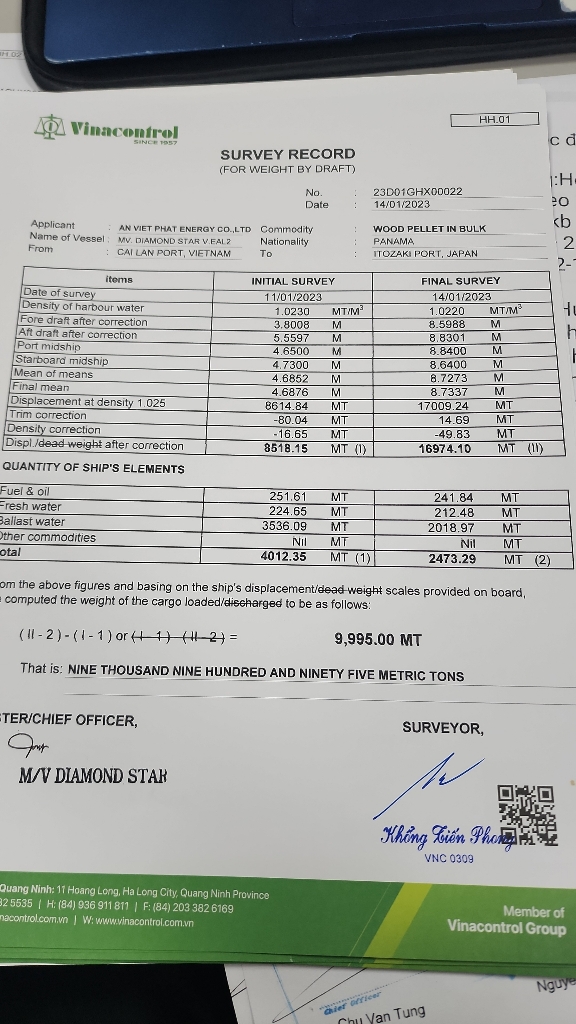 HH.02
Vinacontrol
SINCE 1957
HH.01
SURVEY RECORD
(FOR WEIGHT BY DRAFT)
No. : 23D01GHX00022
Date : 14/01/2023
Applicant : AN VIET PHAT ENERGY CO.,LTD Commodity : WOOD PELLET IN BULK
Name of Vessel : MV. DIAMOND STAR V.EAL2 Nationality : PANAMA
From : CAI LAN PORT, VIETNAM To : ITOZAKI PORT, JAPAN
Items INITIAL SURVEY FINAL SURVEY
Date of survey 11/01/2023 14/01/2023
Density of harbour water 1.0230 MT/M³ 1.0220 MT/M³
Fore draft after correction 3.8008 M 8.5988 M
Aft draft after correction 5.5597 M 8.8301 M
Port midship 4.6500 M 8.8400 M
Starboard midship 4.7300 M 8.6400 M
Mean of means 4.6852 M 8.7273 M
Final mean 4.6876 M 8.7337 M
Displacement at density 1.025 8614.84 MT 17009.24 MT
Trim correction -80.04 MT 14.69 MT
Density correction -16.65 MT -49.83 MT
Displ./dead weight after correction 8518.15 MT (I) 16974.10 MT (II)
QUANTITY OF SHIP'S ELEMENTS
Fuel & oil 251.61 MT 241.84 MT
Fresh water 224.65 MT 212.48 MT
Ballast water 3536.09 MT 2018.97 MT
Other commodities Nil MT Nil MT
otal 4012.35 MT (1) 2473.29 MT (2)
om the above figures and basing on the ship's displacement/dead weight scales provided on board,
computed the weight of the cargo loaded/discharged to be as follows:
( II - 2 ) - ( I - 1 ) or ( I - 1 ) - ( II - 2 ) = 9,995.00 MT
That is: NINE THOUSAND NINE HUNDRED AND NINETY FIVE METRIC TONS
TER/CHIEF OFFICER,
SURVEYOR,
M/V DIAMOND STAR
Khổng Tiến Phong
VNC 0309
Quang Ninh: 11 Hoang Long, Ha Long City, Quang Ninh Province
82 5535 | H: (84) 936 911 811 | F: (84) 203 382 6169
nacontrol.com.vn | W: www.vinacontrol.com.vn
Member of
Vinacontrol Group
Chief Officer
Chu Van Tung
Nguye